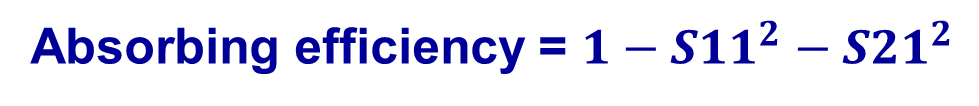 Absorbing efficiency = 1 − S11² − S21²